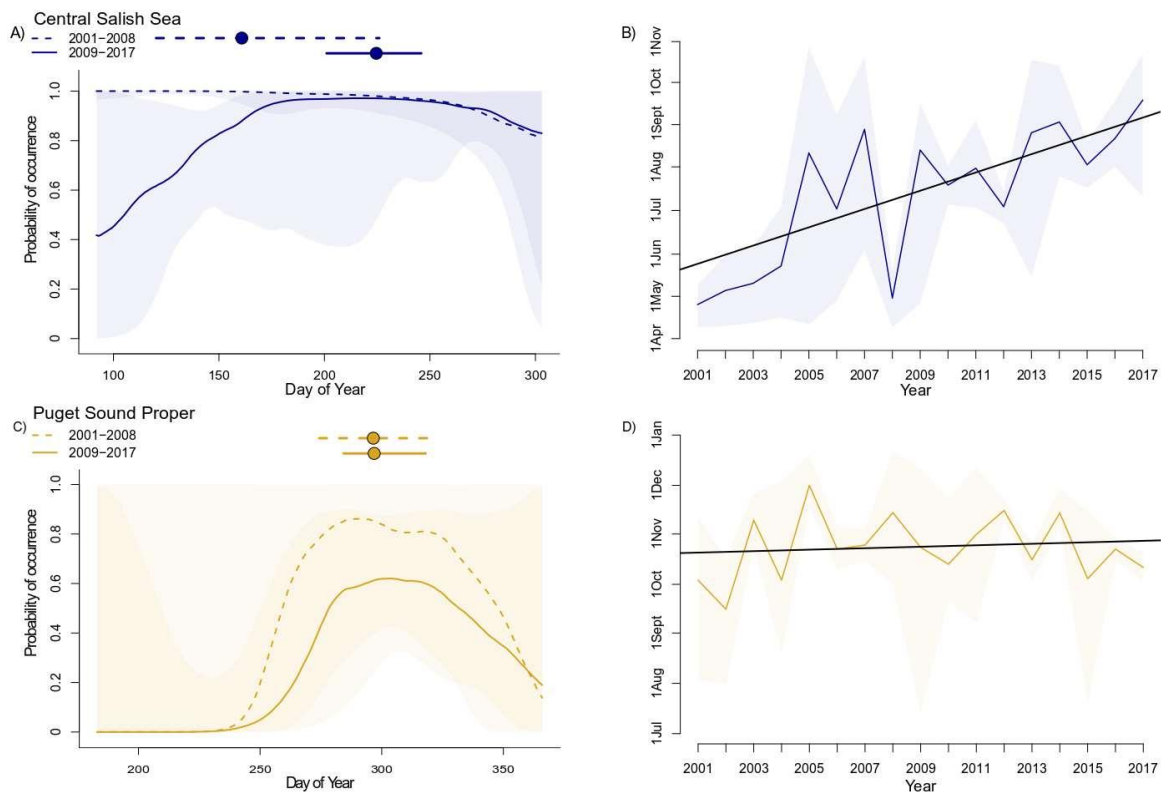 Central Salish Sea
A)
2001-2008
2009-2017
Probability of occurrence
1.0
0.8
0.6
0.4
0.2
0
100
150
200
250
300
Day of Year
B)
1Nov
1Oct
1Sept
1Aug
1Jul
1Jun
1May
1Apr
2001
2003
2005
2007
2009
2011
2013
2015
2017
Year
Puget Sound Proper
C)
2001-2008
2009-2017
Probability of occurrence
1.0
0.8
0.6
0.4
0.2
0
200
250
300
350
Day of Year
D)
1Jan
1Dec
1Nov
1Oct
1Sept
1Aug
1Jul
2001
2003
2005
2007
2009
2011
2013
2015
2017
Year